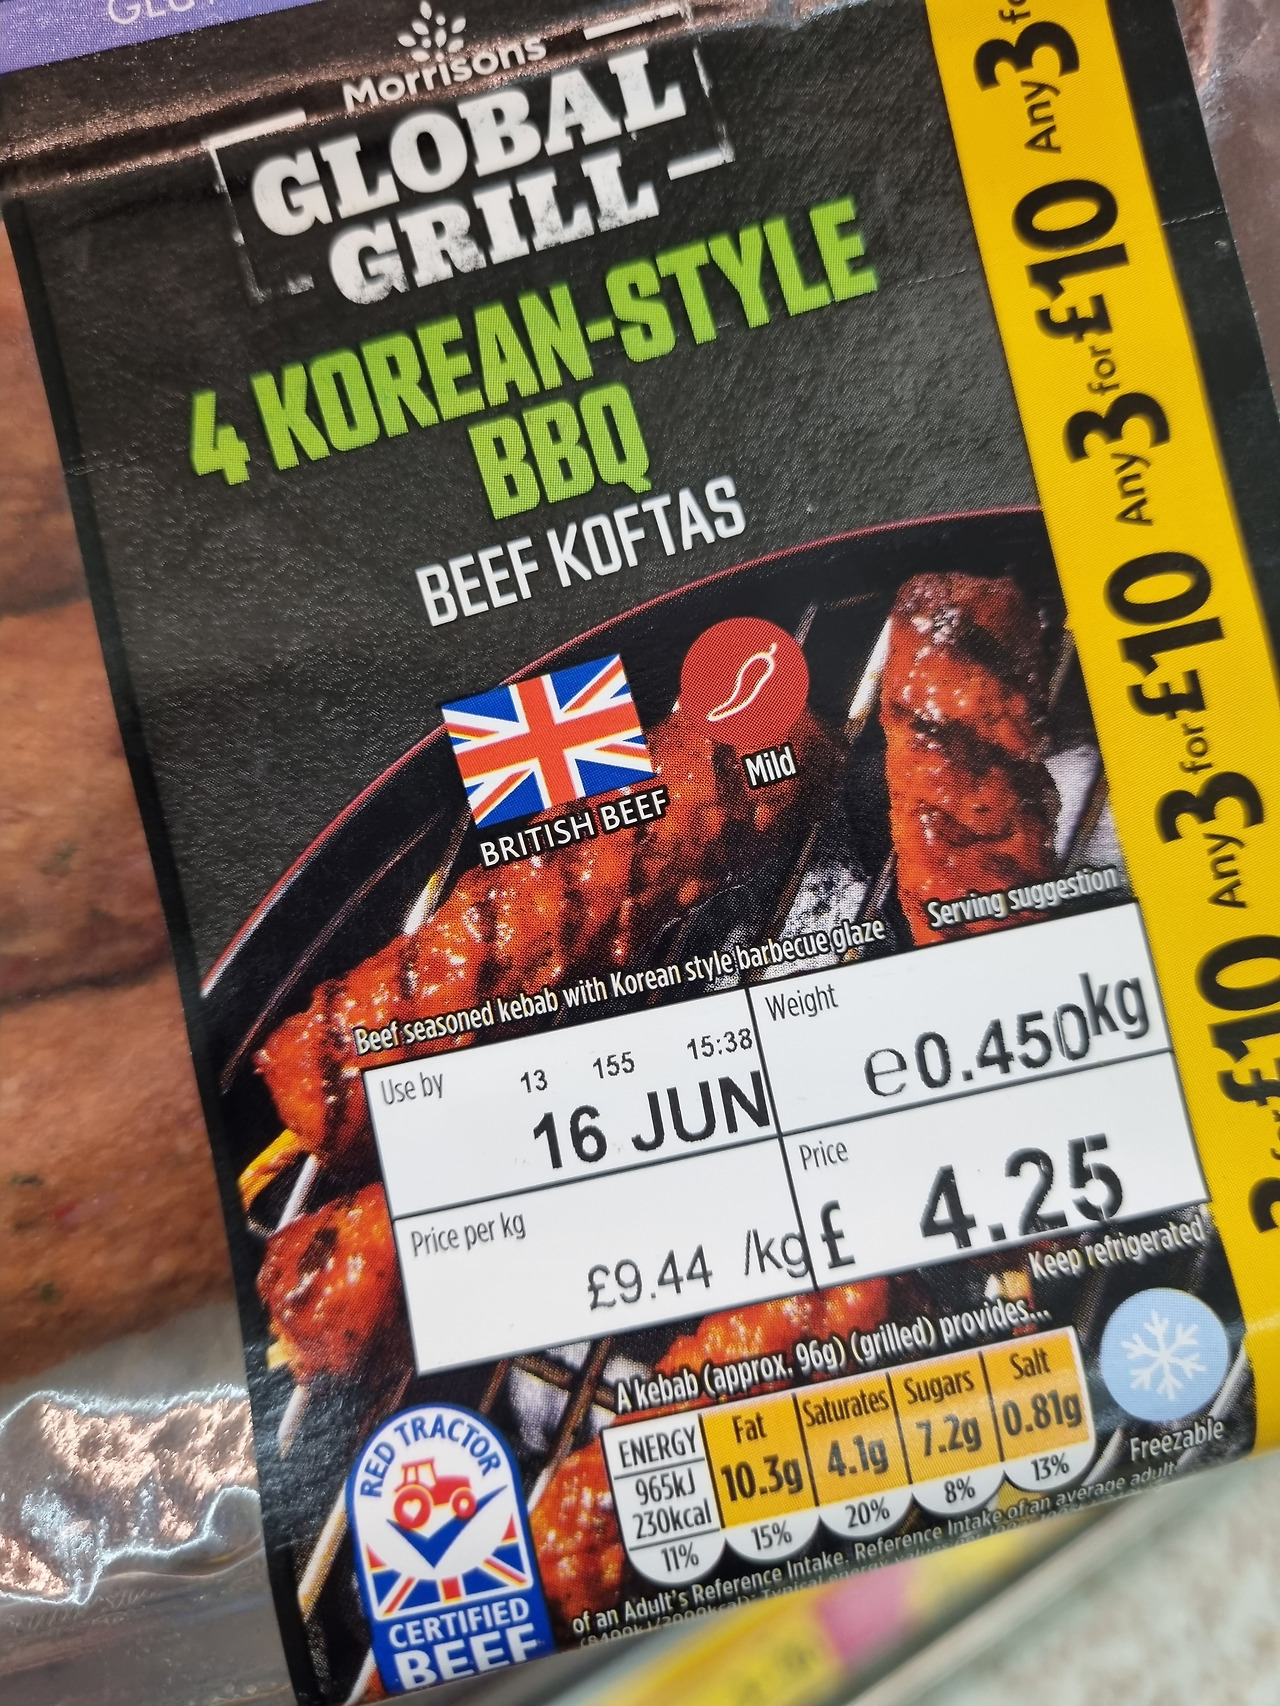 Morrisons
GLOBAL
GRILL
4 KOREAN-STYLE
BBQ
BEEF KOFTAS
BRITISH BEEF
Mild
Serving suggestion
Beef seasoned kebab with Korean style barbecue glaze
Use by
13 155 15:38
16 JUN
Weight
℮0.450kg
Price per kg
£9.44 /kg
Price
£ 4.25
Keep refrigerated
A kebab (approx. 96g) (grilled) provides...
ENERGY
965kJ
230kcal
11%
Fat
10.3g
15%
Saturates
4.1g
20%
Sugars
7.2g
8%
Salt
0.81g
13%
Freezable
of an Adult's Reference Intake. Reference Intake of an average adult
RED TRACTOR
CERTIFIED
BEEF
Any 3 for £10 Any 3 for £10 Any 3 for £10